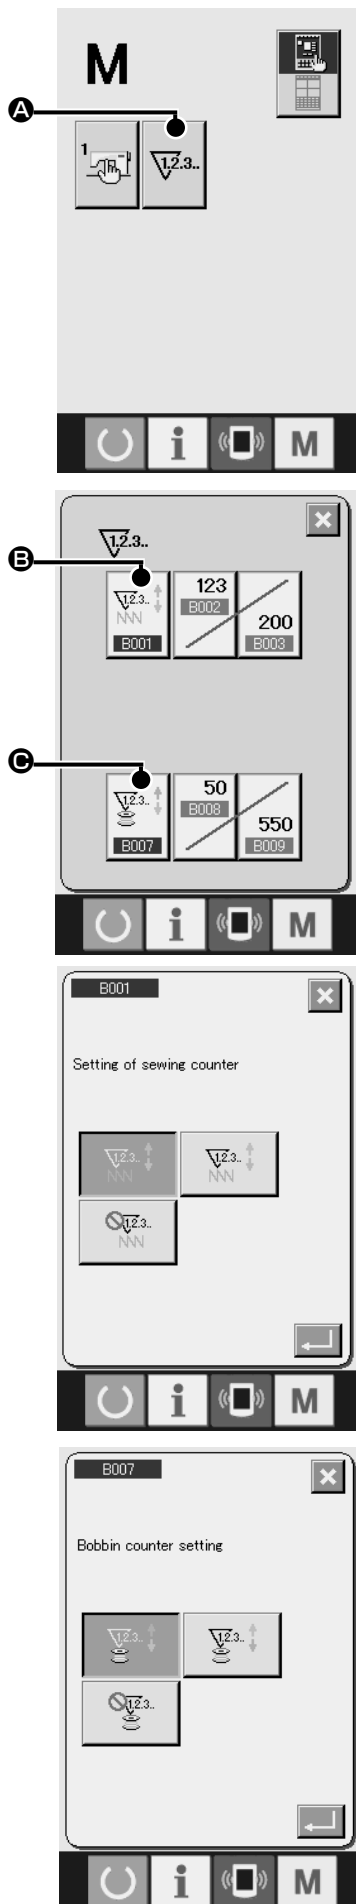 M
A
1
1.2.3..
M
1.2.3..
B
1.2.3..
B001
123
B002
200
B003
C
1.2.3..
B007
50
B008
550
B009
M
B001
Setting of sewing counter
1.2.3.. 1.2.3..
1.2.3..
M
B007
Bobbin counter setting
1.2.3.. 1.2.3..
1.2.3..
M